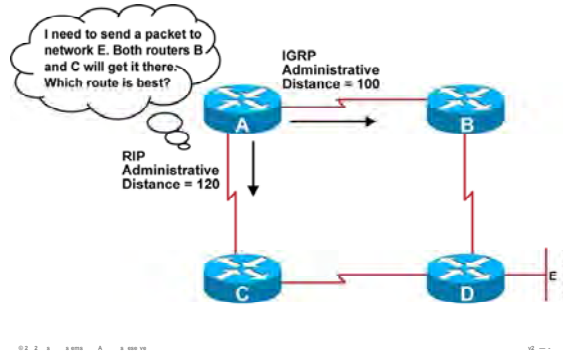 I need to send a packet to
network E. Both routers B
and C will get it there.
Which route is best?
IGRP
Administrative
Distance = 100
A
B
RIP
Administrative
Distance = 120
C
D
E